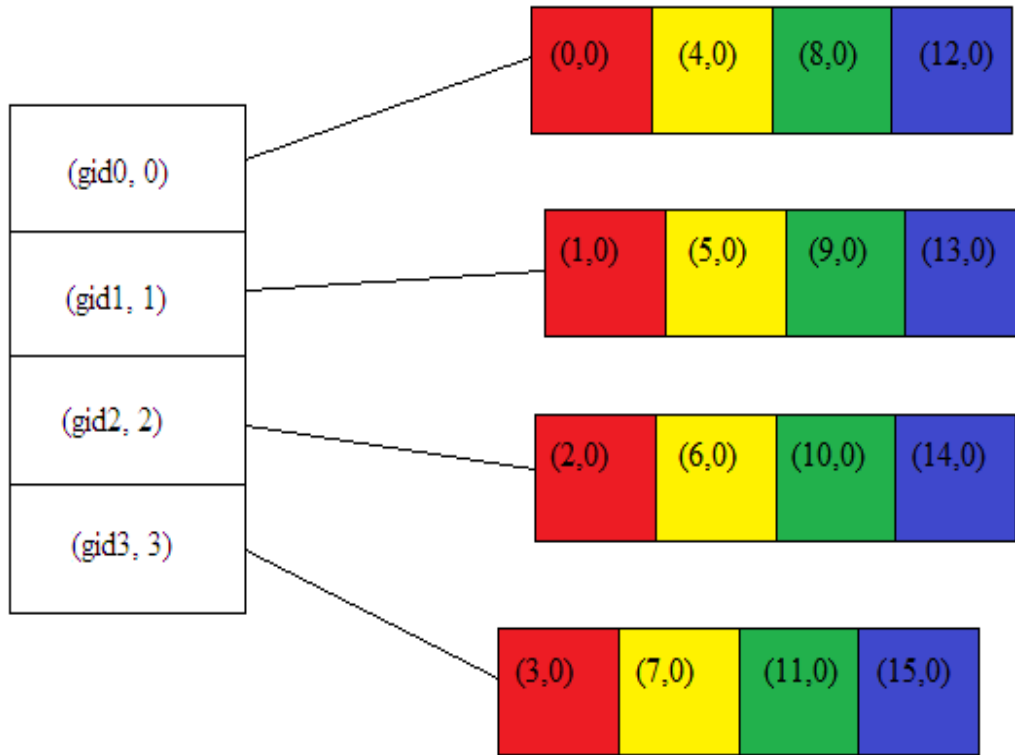 (0,0) (4,0) (8,0) (12,0)
(gid0, 0)
(1,0) (5,0) (9,0) (13,0)
(gid1, 1)
(gid2, 2)
(2,0) (6,0) (10,0) (14,0)
(gid3, 3)
(3,0) (7,0) (11,0) (15,0)